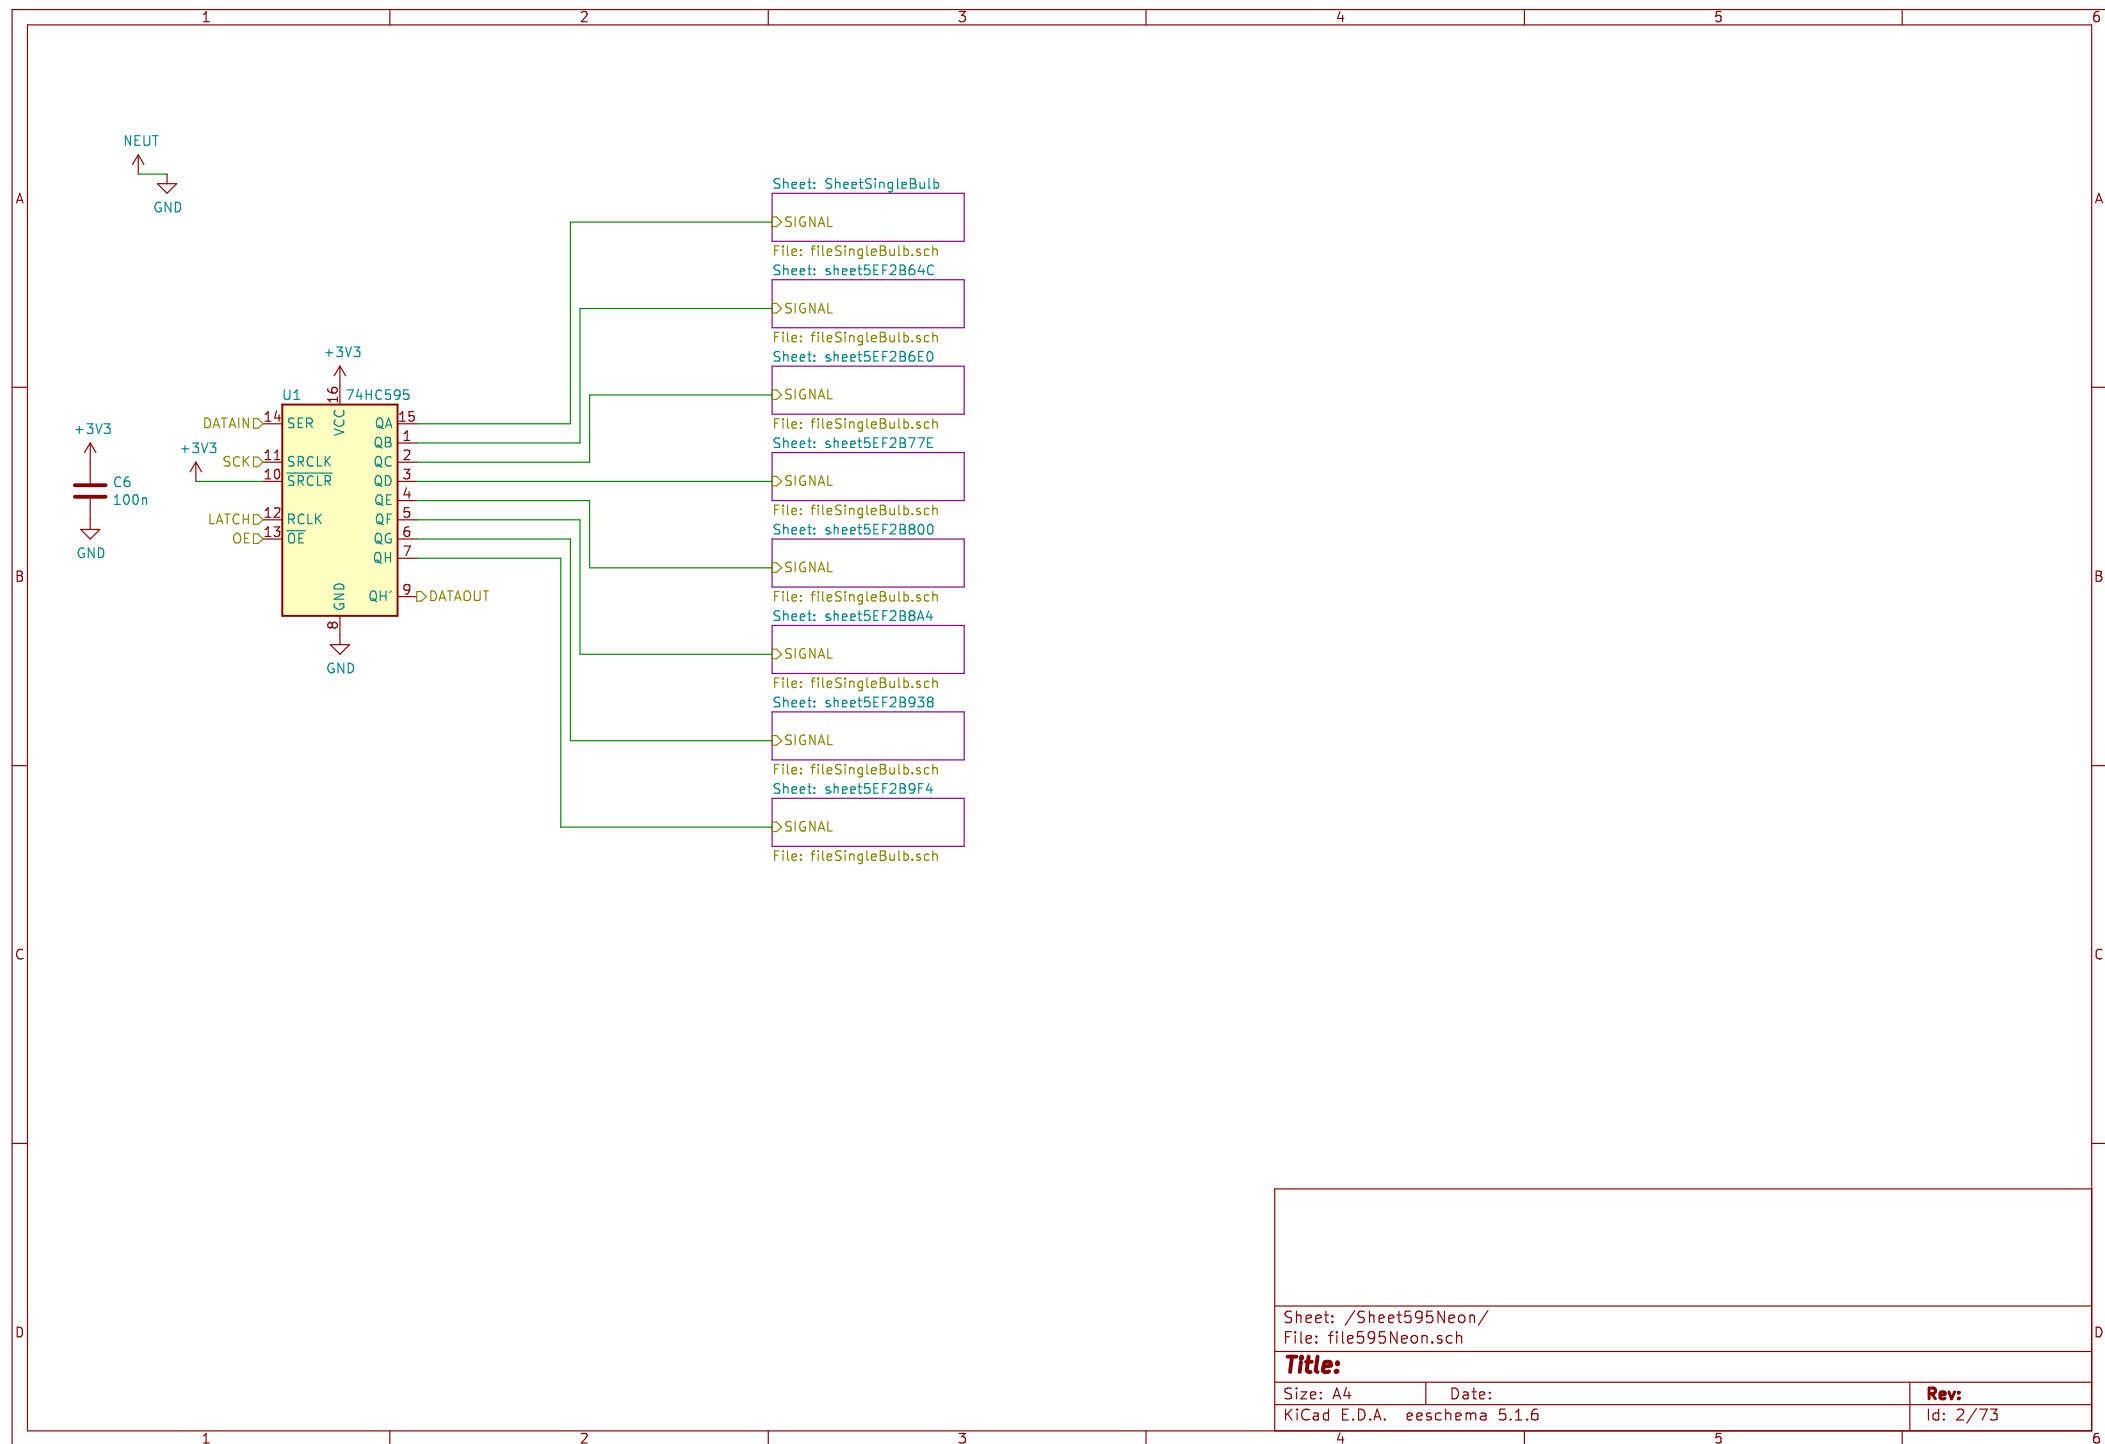 1 2 3 4 5 6
NEUT
GND
A A
Sheet: SheetSingleBulb
SIGNAL
File: fileSingleBulb.sch
Sheet: sheet5EF2B64C
SIGNAL
File: fileSingleBulb.sch
Sheet: sheet5EF2B6E0
SIGNAL
File: fileSingleBulb.sch
Sheet: sheet5EF2B77E
SIGNAL
File: fileSingleBulb.sch
Sheet: sheet5EF2B800
SIGNAL
File: fileSingleBulb.sch
Sheet: sheet5EF2B8A4
SIGNAL
File: fileSingleBulb.sch
Sheet: sheet5EF2B938
SIGNAL
File: fileSingleBulb.sch
Sheet: sheet5EF2B9F4
SIGNAL
File: fileSingleBulb.sch
+3V3
U1 16 74HC595
VCC
DATAIN 14 SER QA 15
QB 1
SCK 11 SRCLK QC 2
10 SRCLR QD 3
QE 4
LATCH 12 RCLK QF 5
OE 13 OE QG 6
QH 7
QH' 9 DATAOUT
GND
8
GND
+3V3
+3V3
C6
100n
GND
B B
C C
D D
Sheet: /Sheet595Neon/
File: file595Neon.sch
Title:
Size: A4 Date: Rev:
KiCad E.D.A. eeschema 5.1.6 Id: 2/73
1 2 3 4 5 6